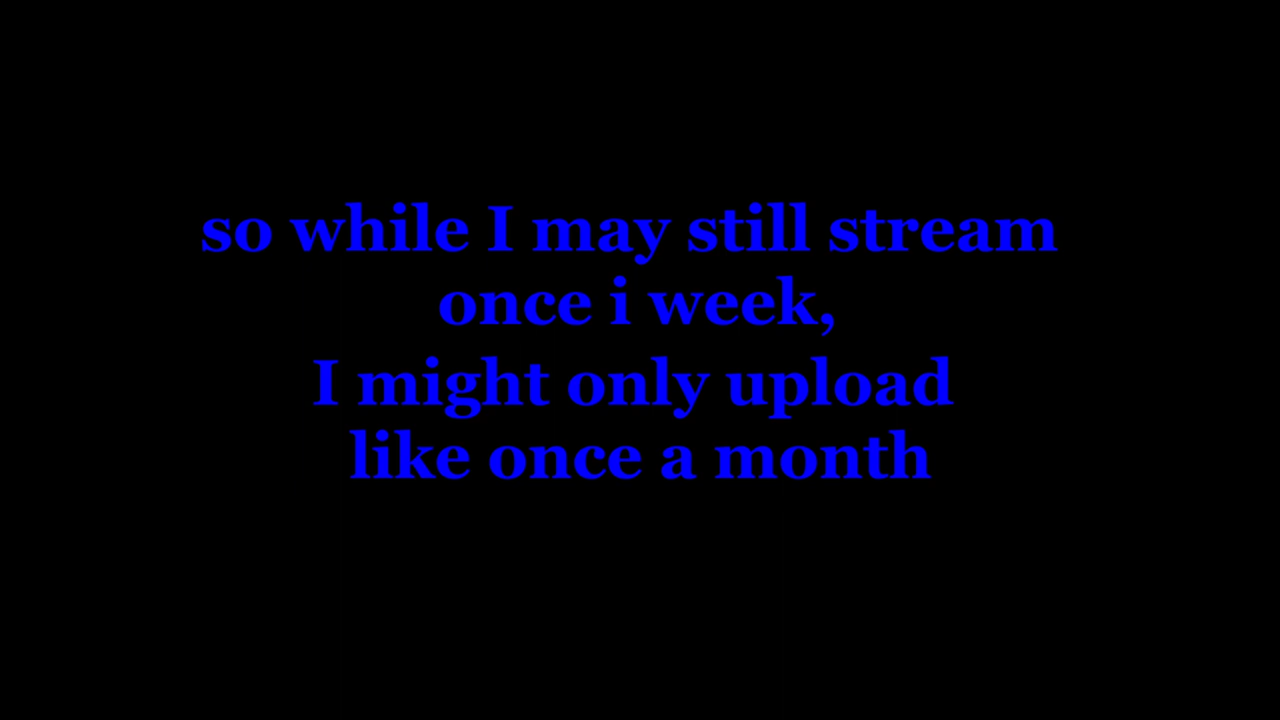 so while I may still stream
once i week,
I might only upload
like once a month